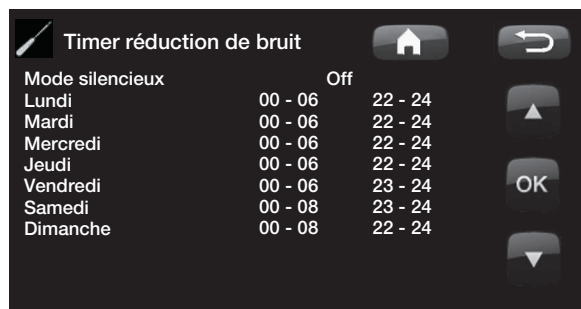 Timer réduction de bruit
Mode silencieux Off
Lundi 00 - 06 22 - 24
Mardi 00 - 06 22 - 24
Mercredi 00 - 06 22 - 24
Jeudi 00 - 06 22 - 24
Vendredi 00 - 06 23 - 24
Samedi 00 - 08 23 - 24
Dimanche 00 - 08 22 - 24
OK